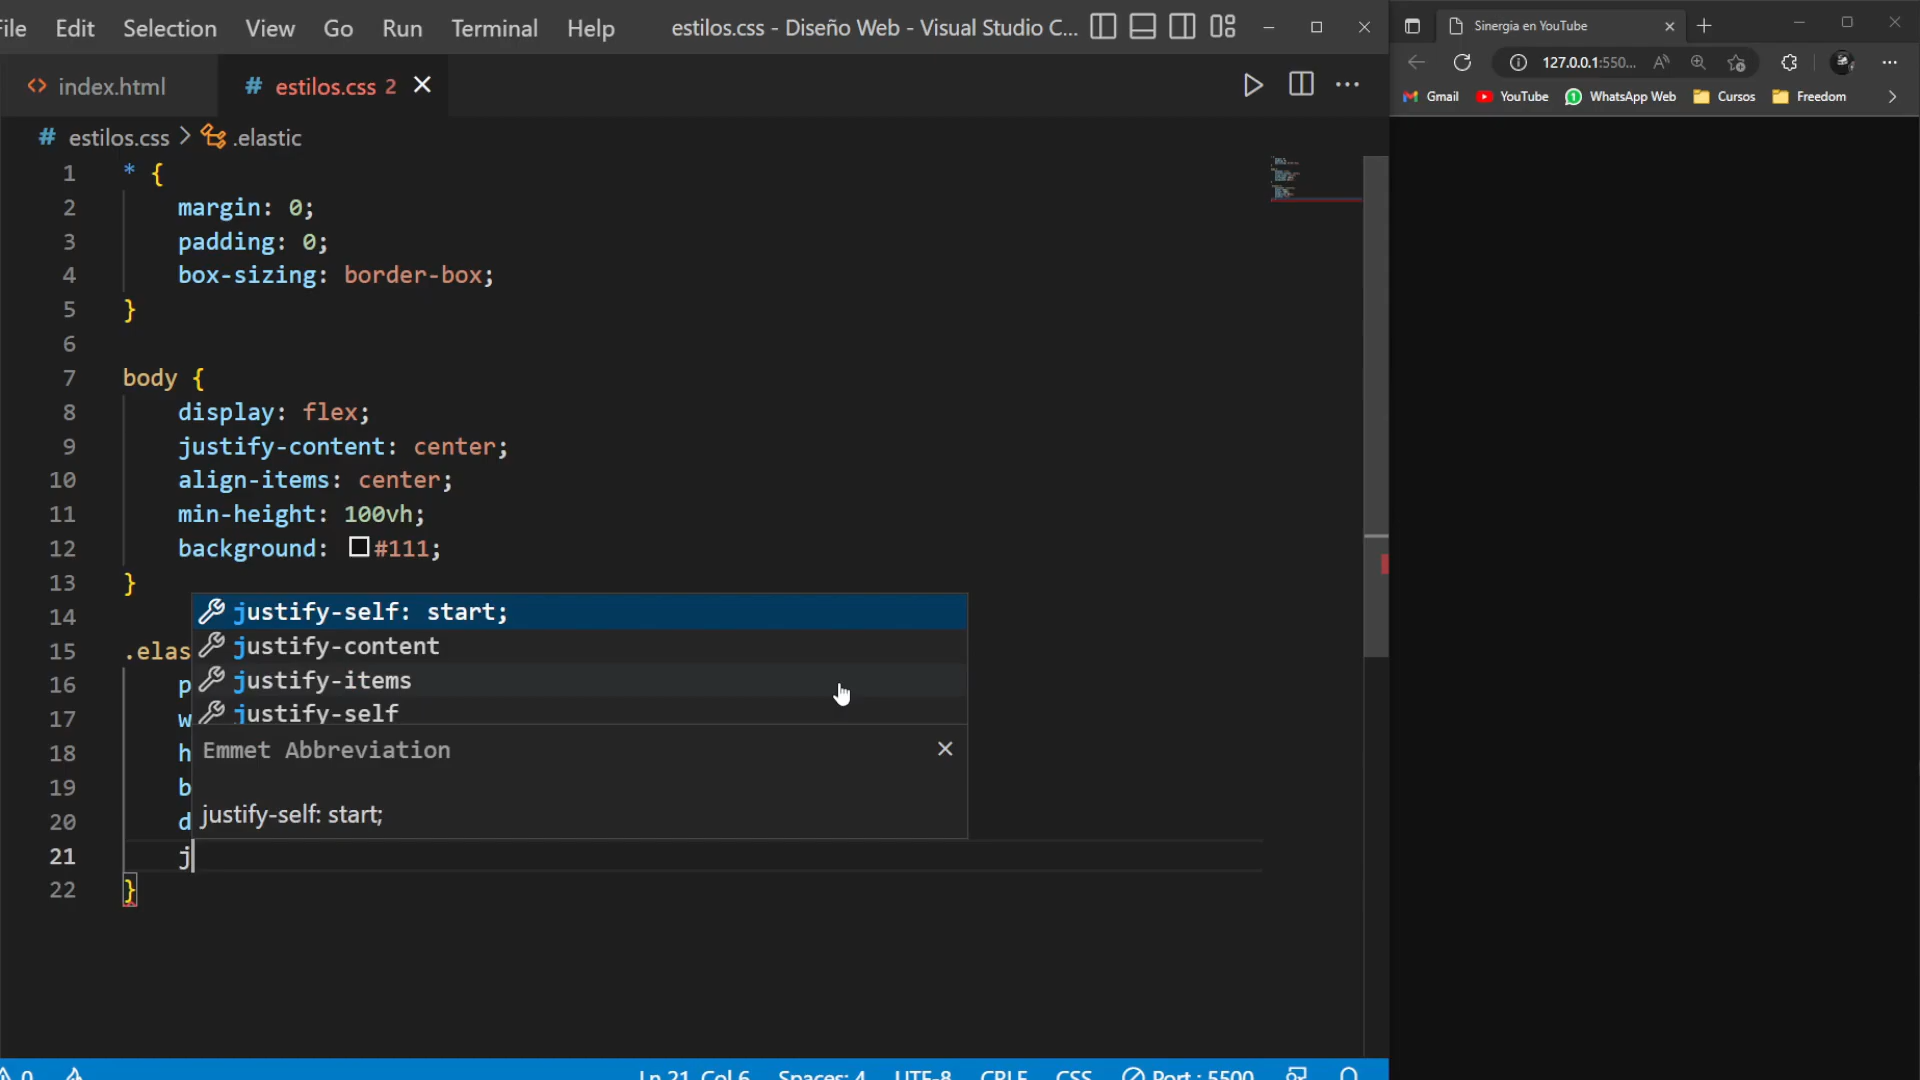 File Edit Selection View Go Run Terminal Help estilos.css - Diseño Web - Visual Studio C...
index.html
# estilos.css 2
# estilos.css > .elastic
1 * {
2 margin: 0;
3 padding: 0;
4 box-sizing: border-box;
5 }
6
7 body {
8 display: flex;
9 justify-content: center;
10 align-items: center;
11 min-height: 100vh;
12 background: #111;
13 }
14
15 .elas
16 p
17 w
18 h
19 b
20 d
21 j
22 }
justify-self: start;
justify-content
justify-items
justify-self
Emmet Abbreviation
justify-self: start;
0
Ln 21, Col 6 Spaces: 4 UTF-8 CRLF CSS Port : 5500
Sinergia en YouTube
127.0.0.1:550...
Gmail YouTube WhatsApp Web Cursos Freedom